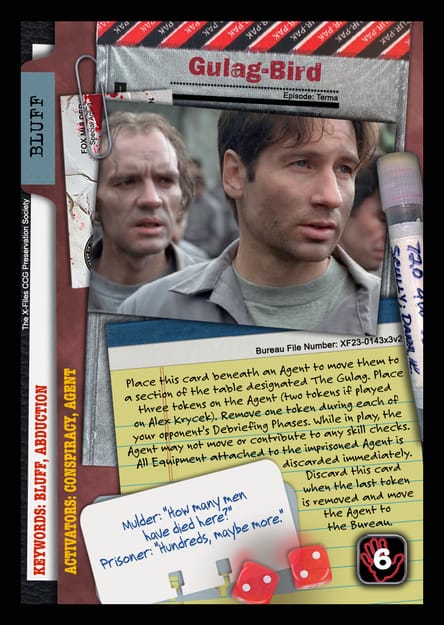 Gulag-Bird
Episode: Terma
BLUFF
FOX MULDER
Special Agent
The X-Files CCG Preservation Society
KEYWORDS: BLUFF, ABDUCTION
ACTIVATORS: CONSPIRACY, AGENT
Bureau File Number: XF23-0143x3v2
Place this card beneath an Agent to move them to
a section of the table designated The Gulag. Place
three tokens on the Agent (two tokens if played
on Alex Krycek). Remove one token during each of
your opponent's Debriefing Phases. While in play, the
Agent may not move or contribute to any skill checks.
All Equipment attached to the imprisoned Agent is
discarded immediately.
Discard this card
when the last token
is removed and move
the Agent to
the Bureau.
Mulder: "How many men
have died here?"
Prisoner: "Hundreds, maybe more."
6